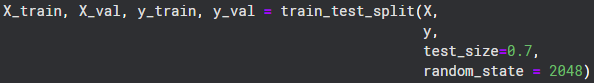 X_train, X_val, y_train, y_val = train_test_split(X,
y,
test_size=0.7,
random_state = 2048)